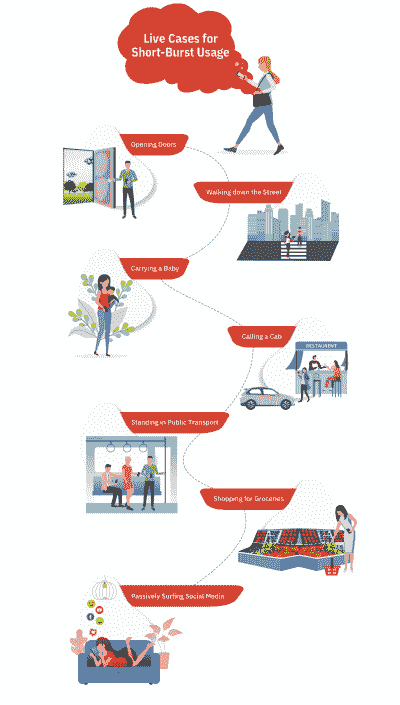 Live Cases for
Short-Burst Usage
Opening Doors
Walking down the Street
Carrying a Baby
Calling a Cab
RESTAURENT
Standing in Public Transport
Shopping for Groceries
Passively Surfing Social Media